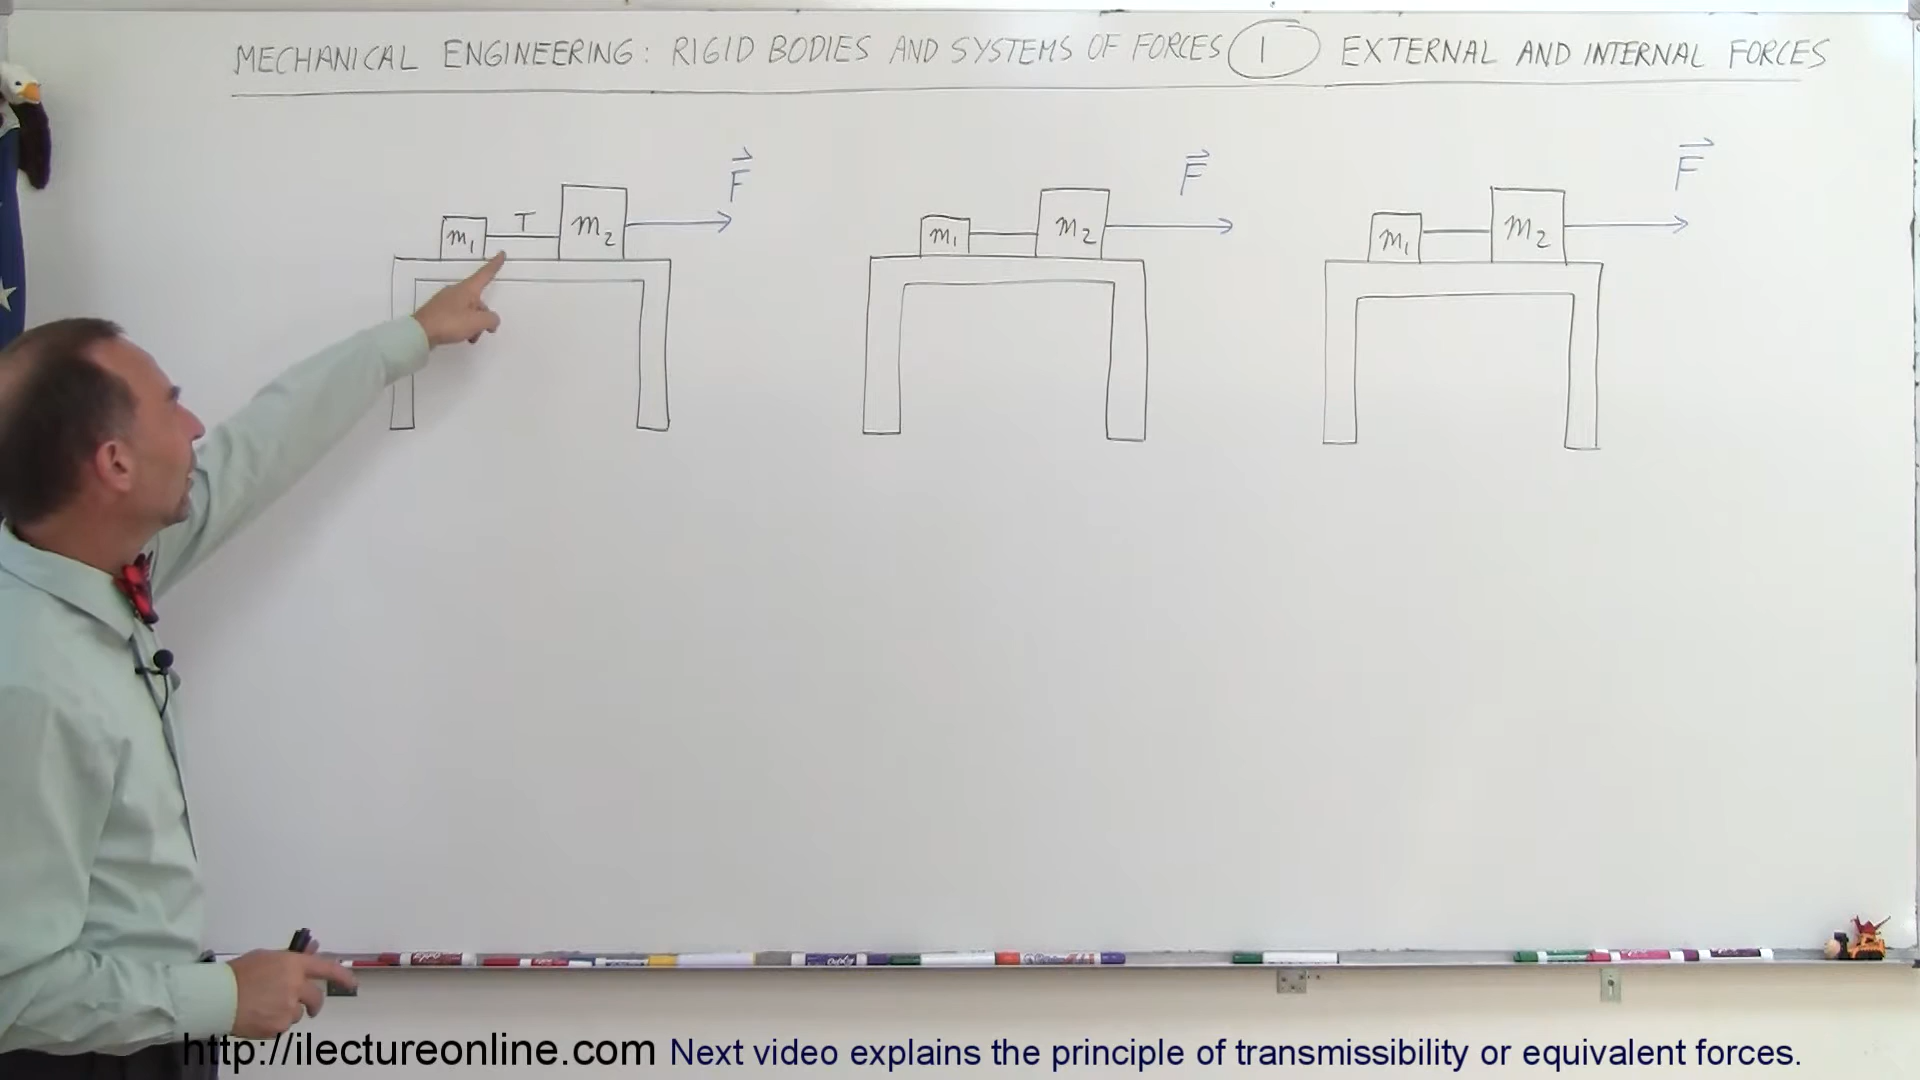 MECHANICAL ENGINEERING: RIGID BODIES AND SYSTEMS OF FORCES 1 EXTERNAL AND INTERNAL FORCES
F
m1 T m2
F
m1 m2
F
m1 m2
EXPO
http://ilectureonline.com Next video explains the principle of transmissibility or equivalent forces.